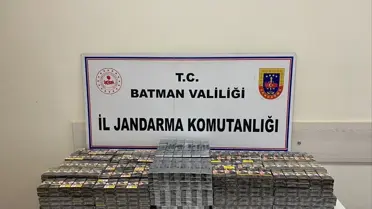 T.C.
BATMAN VALİLİĞİ
İL JANDARMA KOMUTANLIĞI